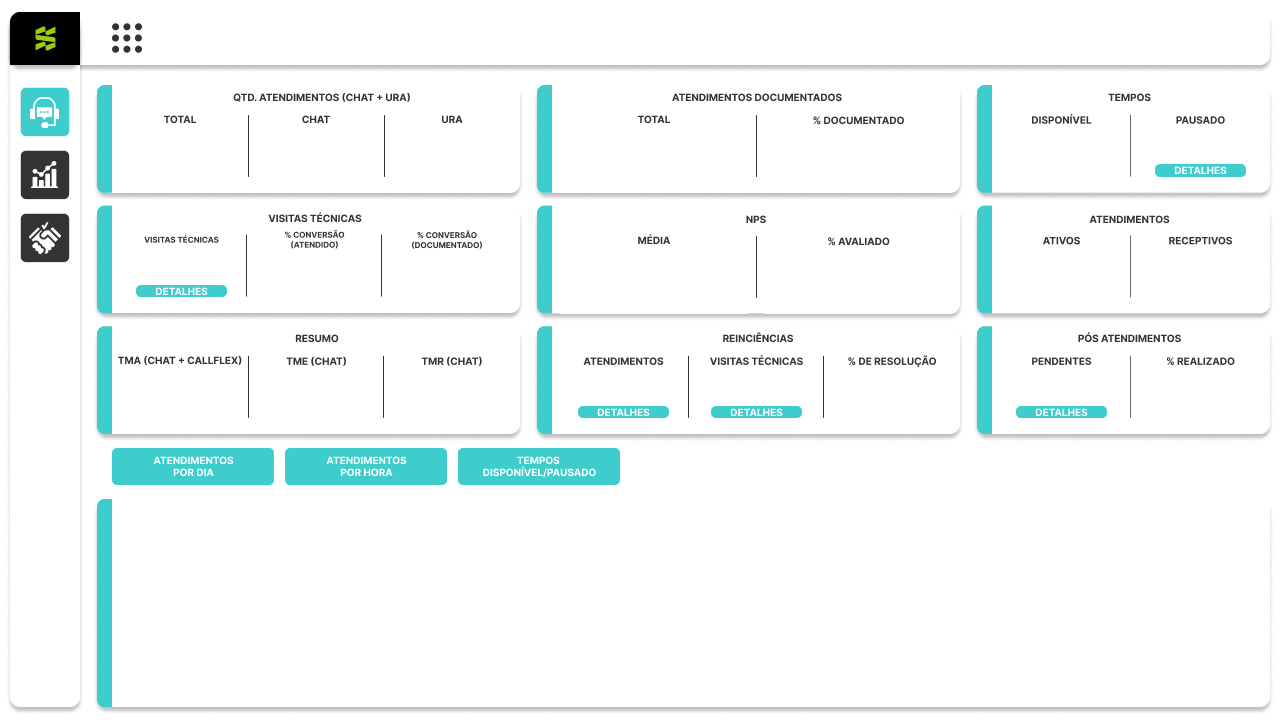 QTD. ATENDIMENTOS (CHAT + URA)
TOTAL
CHAT
URA
ATENDIMENTOS DOCUMENTADOS
TOTAL
% DOCUMENTADO
TEMPOS
DISPONÍVEL
PAUSADO
DETALHES
VISITAS TÉCNICAS
VISITAS TÉCNICAS
% CONVERSÃO
(ATENDIDO)
% CONVERSÃO
(DOCUMENTADO)
DETALHES
NPS
MÉDIA
% AVALIADO
ATENDIMENTOS
ATIVOS
RECEPTIVOS
RESUMO
TMA (CHAT + CALLFLEX)
TME (CHAT)
TMR (CHAT)
REINCIÊNCIAS
ATENDIMENTOS
VISITAS TÉCNICAS
% DE RESOLUÇÃO
DETALHES
DETALHES
PÓS ATENDIMENTOS
PENDENTES
% REALIZADO
DETALHES
ATENDIMENTOS
POR DIA
ATENDIMENTOS
POR HORA
TEMPOS
DISPONÍVEL/PAUSADO